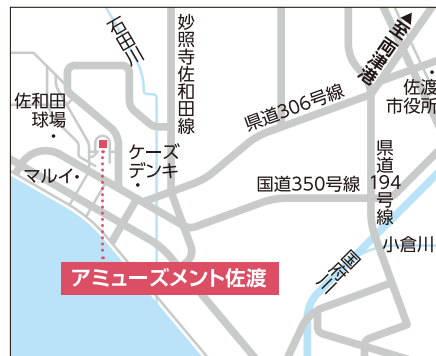 石田川
妙照寺佐和田線
至両津港
佐渡
市役所
佐和田
球場
県道306号線
ケーズ
デンキ
マルイ
国道350号線
県道194号線
小倉川
国府川
アミューズメント佐渡